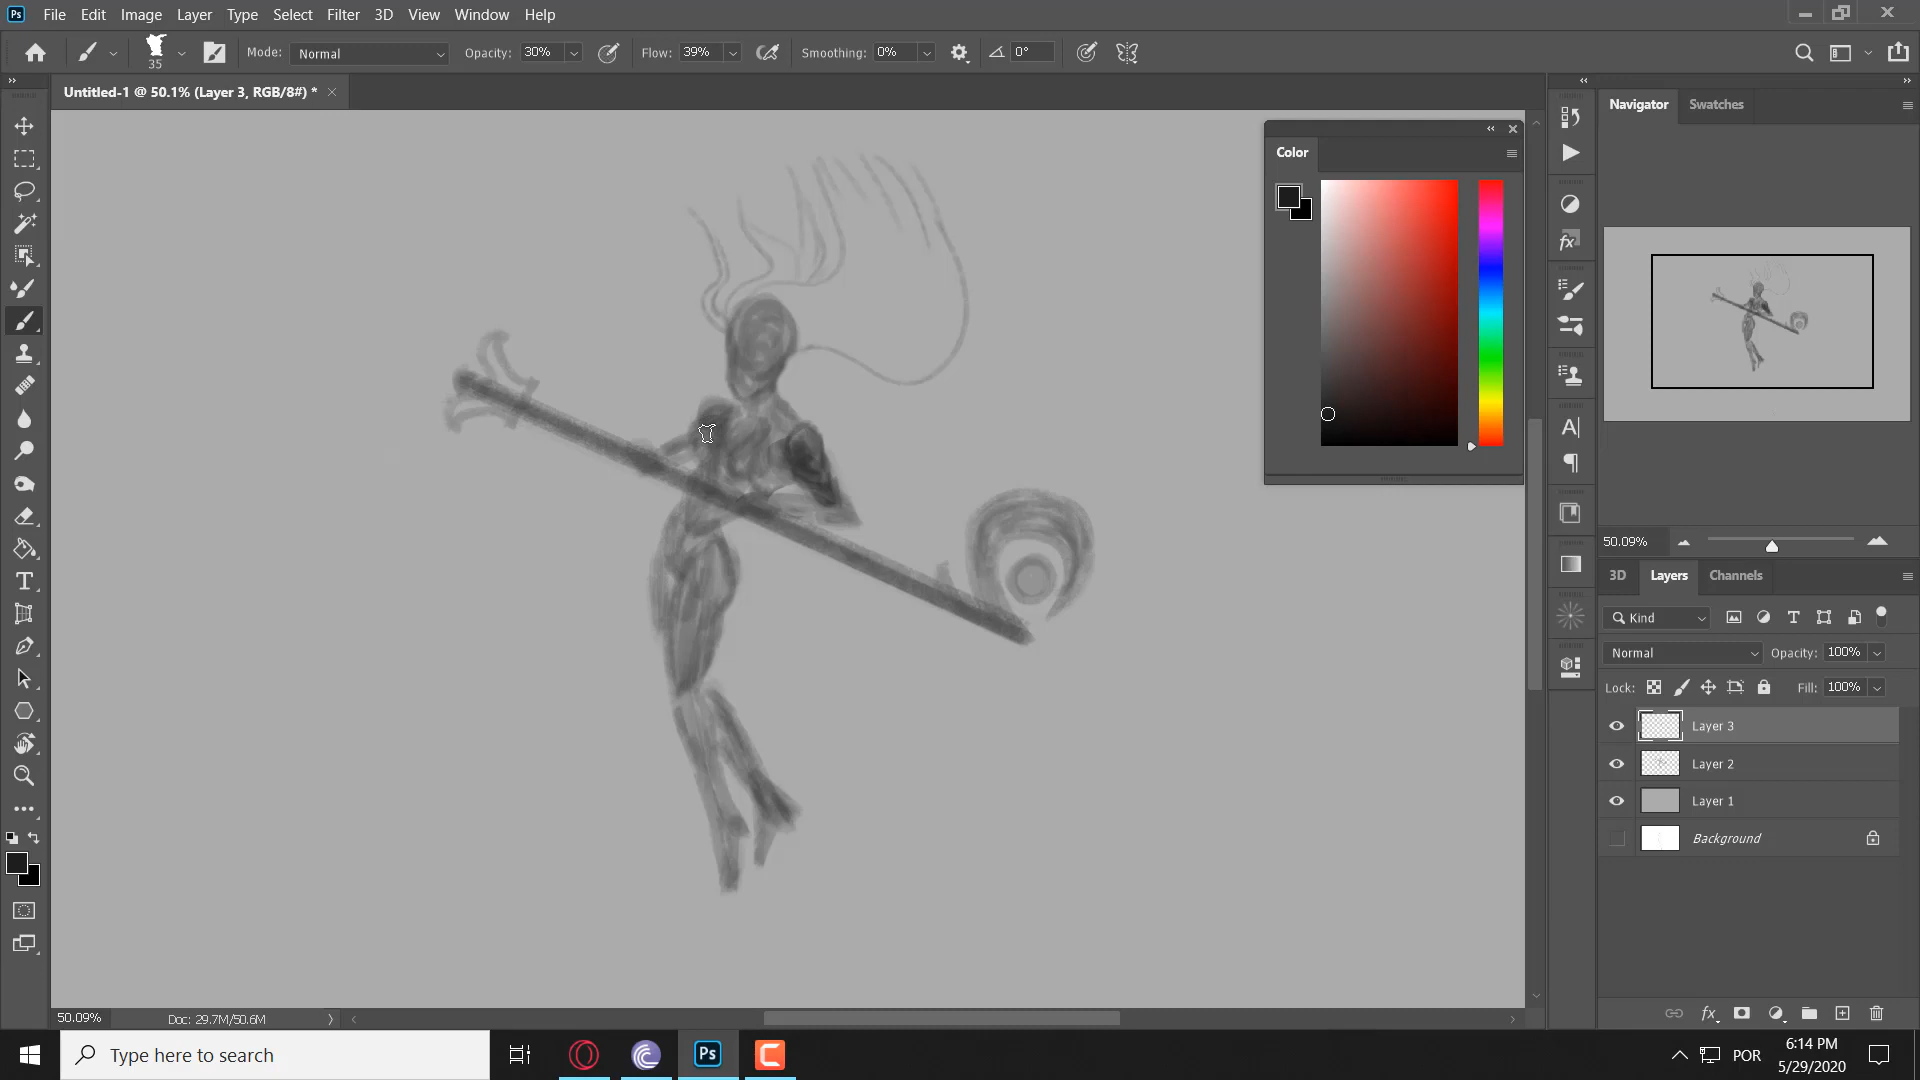 Ps File Edit Image Layer Type Select Filter 3D View Window Help
35 Mode: Normal Opacity: 30% Flow: 39% Smoothing: 0% 0°
Untitled-1 @ 50.1% (Layer 3, RGB/8#) *
Color
Navigator Swatches
50.09%
3D Layers Channels
Kind
Normal Opacity: 100%
Lock: Fill: 100%
Layer 3
Layer 2
Layer 1
Background
50.09% Doc: 29.7M/50.6M
Type here to search
Ps
POR
6:14 PM
5/29/2020